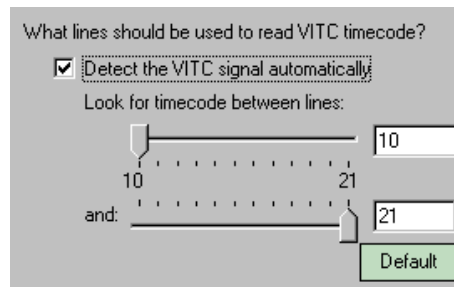 What lines should be used to read VITC timecode?
Detect the VITC signal automatically
Look for timecode between lines:
10
10 21
and:
21
Default